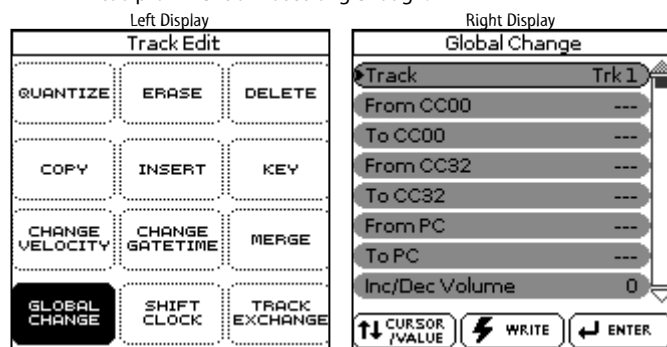 Left Display
Right Display
Track Edit
QUANTIZE ERASE DELETE
COPY INSERT KEY
CHANGE VELOCITY CHANGE GATETIME MERGE
GLOBAL CHANGE SHIFT CLOCK TRACK EXCHANGE
Global Change
Track Trk 1
From CC00 ---
To CC00 ---
From CC32 ---
To CC32 ---
From PC ---
To PC ---
Inc/Dec Volume 0
CURSOR /VALUE WRITE ENTER